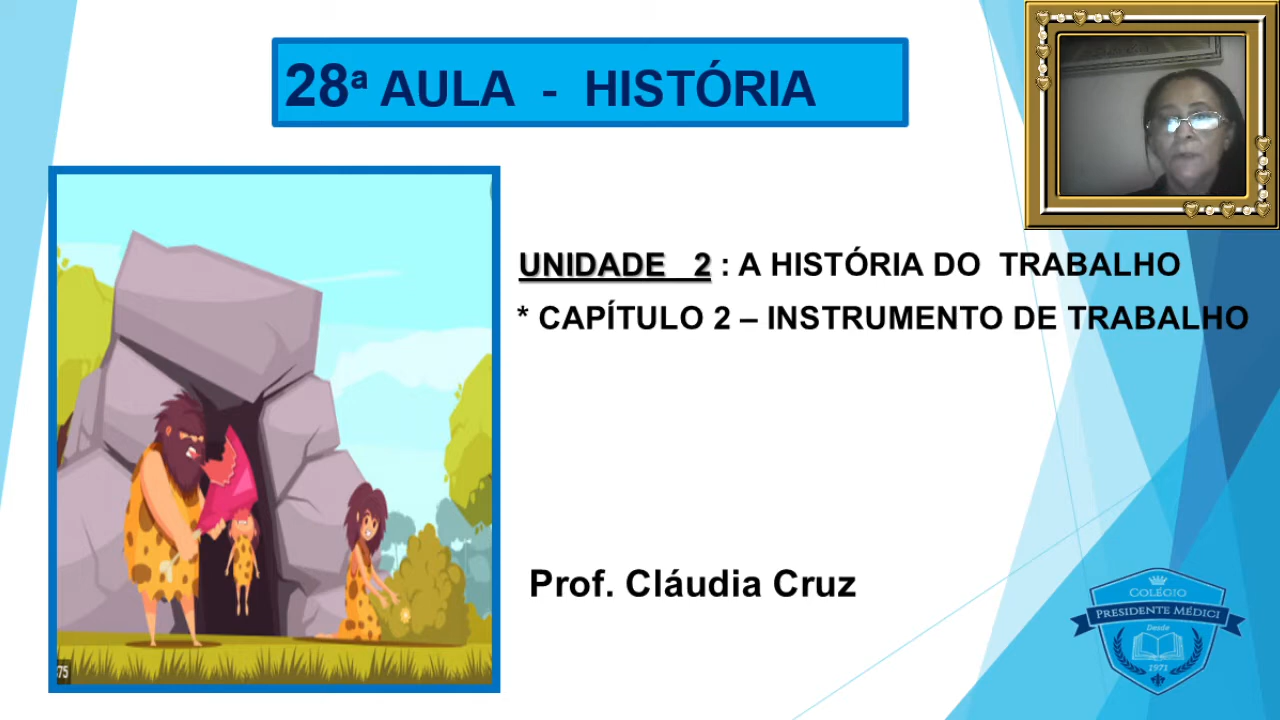 28ª AULA - HISTÓRIA
UNIDADE 2 : A HISTÓRIA DO TRABALHO
* CAPÍTULO 2 – INSTRUMENTO DE TRABALHO
Prof. Cláudia Cruz
COLÉGIO
PRESIDENTE MÉDICI
Desde
1971
75